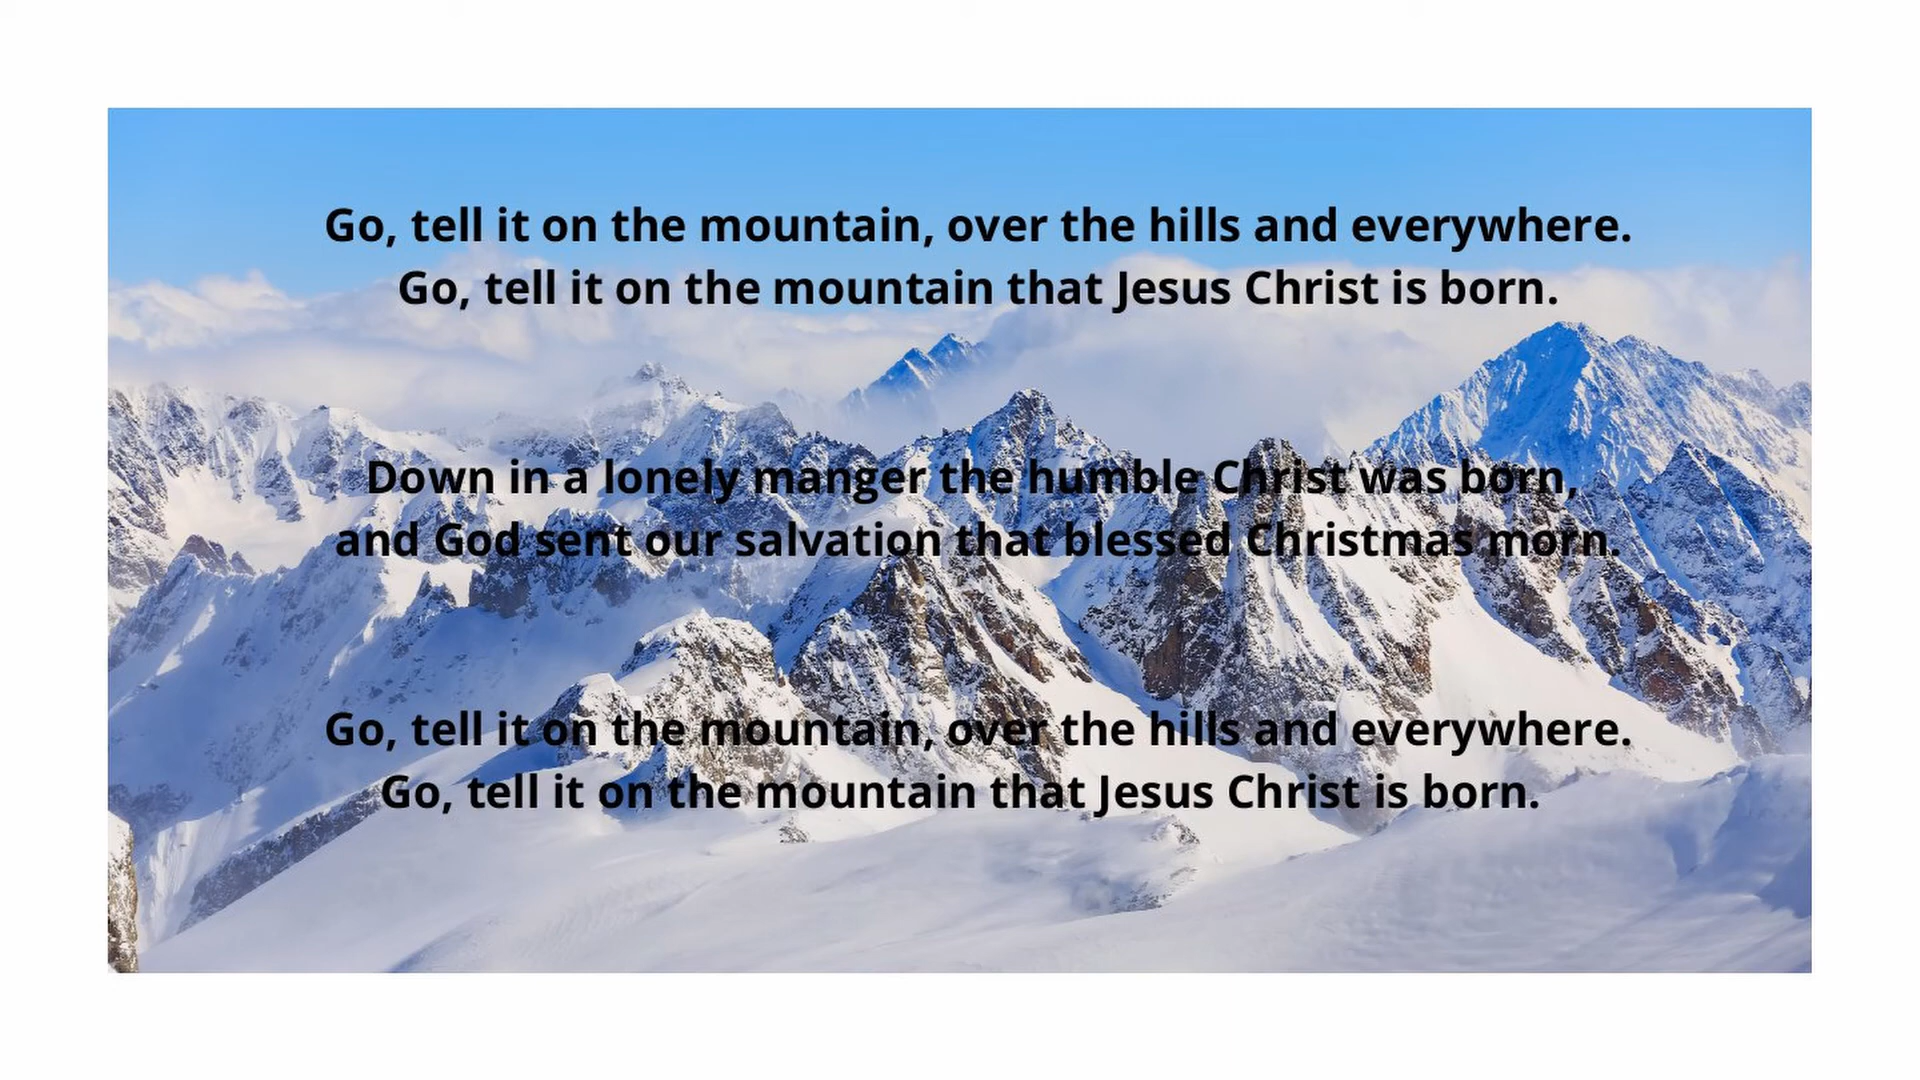 Go, tell it on the mountain, over the hills and everywhere.
Go, tell it on the mountain that Jesus Christ is born.
Down in a lonely manger the humble Christ was born,
and God sent our salvation that blessed Christmas morn.
Go, tell it on the mountain, over the hills and everywhere.
Go, tell it on the mountain that Jesus Christ is born.